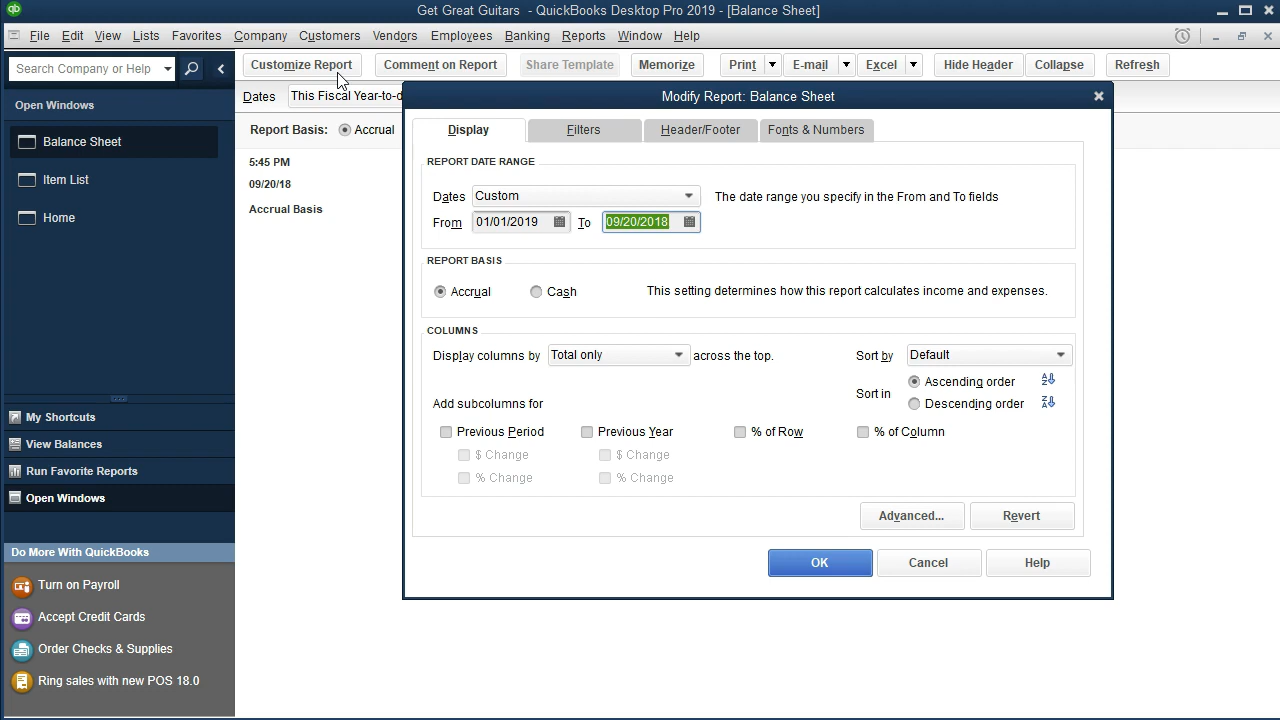 qb Get Great Guitars - QuickBooks Desktop Pro 2019 - [Balance Sheet]
File Edit View Lists Favorites Company Customers Vendors Employees Banking Reports Window Help
Search Company or Help
Customize Report Comment on Report Share Template Memorize Print E-mail Excel Hide Header Collapse Refresh
Dates This Fiscal Year-to-d
Open Windows
Report Basis: Accrual
Balance Sheet
Item List
Home
5:45 PM
09/20/18
Accrual Basis
Modify Report: Balance Sheet
Display Filters Header/Footer Fonts & Numbers
REPORT DATE RANGE
Dates Custom The date range you specify in the From and To fields
From 01/01/2019 To 09/20/2018
REPORT BASIS
Accrual Cash This setting determines how this report calculates income and expenses.
COLUMNS
Display columns by Total only across the top. Sort by Default
Sort in Ascending order
Descending order
Add subcolumns for
Previous Period Previous Year % of Row % of Column
$ Change $ Change
% Change % Change
Advanced... Revert
OK Cancel Help
My Shortcuts
View Balances
Run Favorite Reports
Open Windows
Do More With QuickBooks
Turn on Payroll
Accept Credit Cards
Order Checks & Supplies
Ring sales with new POS 18.0